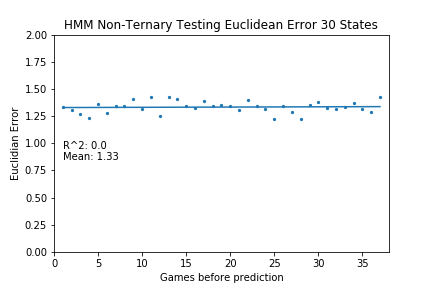 HMM Non-Ternary Testing Euclidean Error 30 States
2.00
1.75
1.50
1.25
1.00
0.75
0.50
0.25
0.00
Euclidian Error
R^2: 0.0
Mean: 1.33
0 5 10 15 20 25 30 35
Games before prediction